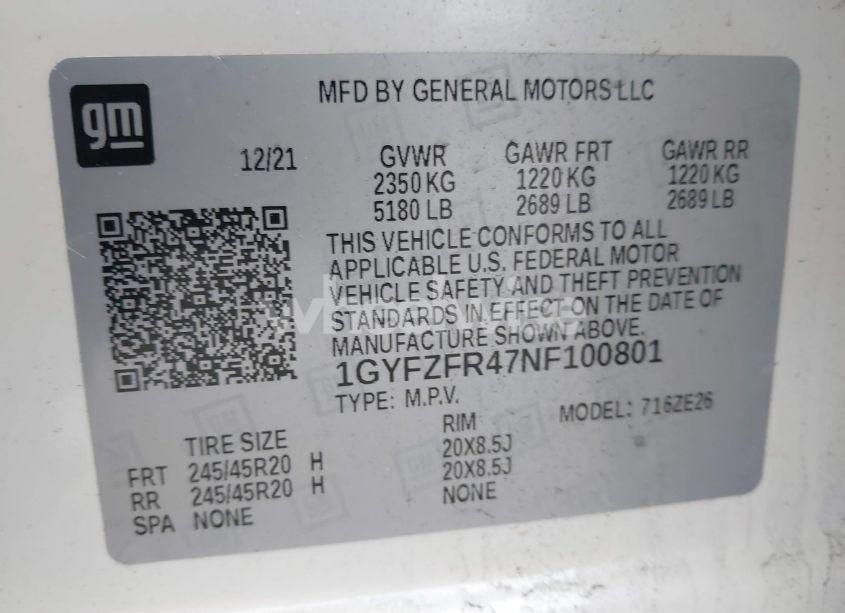 gm
MFD BY GENERAL MOTORS LLC
12/21
GVWR GAWR FRT GAWR RR
2350 KG 1220 KG 1220 KG
5180 LB 2689 LB 2689 LB
THIS VEHICLE CONFORMS TO ALL
APPLICABLE U.S. FEDERAL MOTOR
VEHICLE SAFETY AND THEFT PREVENTION
STANDARDS IN EFFECT ON THE DATE OF
MANUFACTURE SHOWN ABOVE.
1GYFZFR47NF100801
TYPE: M.P.V. MODEL: 716ZE26
TIRE SIZE RIM
FRT 245/45R20 H 20X8.5J
RR 245/45R20 H 20X8.5J
SPA NONE NONE